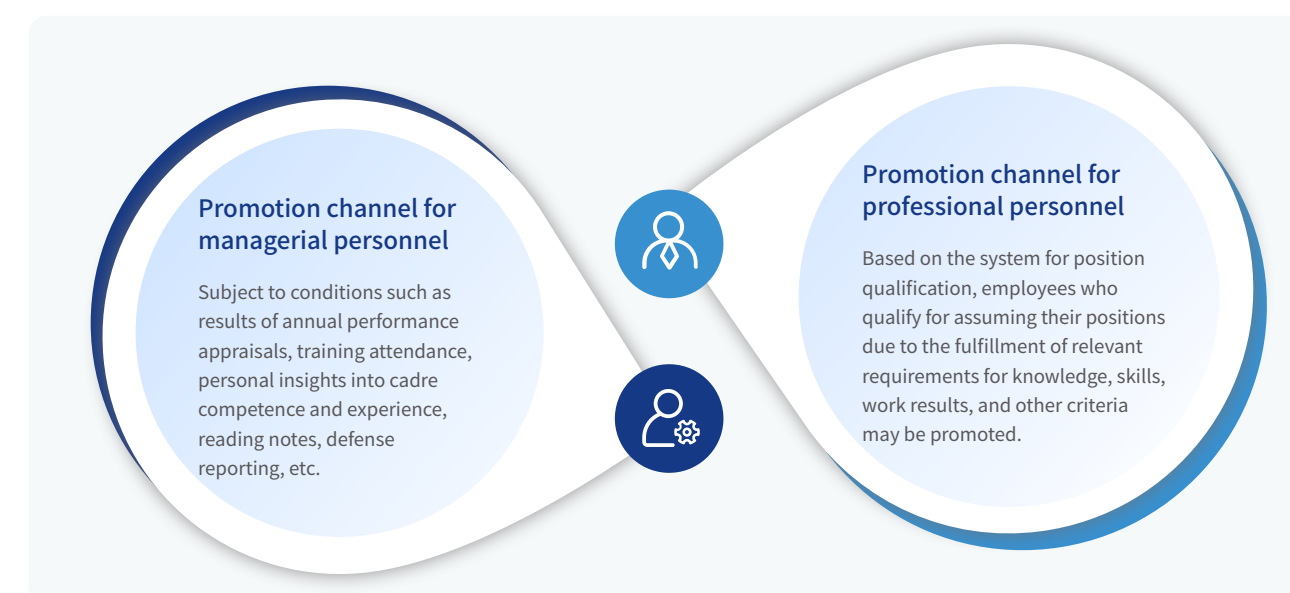 Promotion channel for
managerial personnel
Subject to conditions such as
results of annual performance
appraisals, training attendance,
personal insights into cadre
competence and experience,
reading notes, defense
reporting, etc.
Promotion channel for
professional personnel
Based on the system for position
qualification, employees who
qualify for assuming their positions
due to the fulfillment of relevant
requirements for knowledge, skills,
work results, and other criteria
may be promoted.